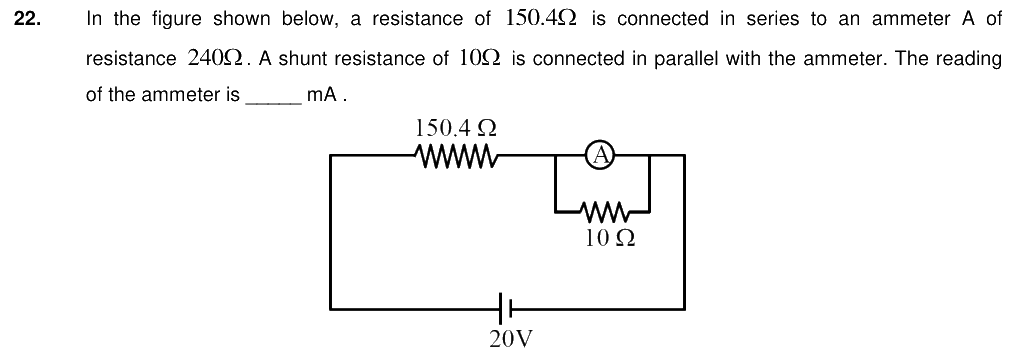 22. In the figure shown below, a resistance of 150.4Ω is connected in series to an ammeter A of
resistance 240Ω. A shunt resistance of 10Ω is connected in parallel with the ammeter. The reading
of the ammeter is _____ mA .
150.4 Ω
A
10 Ω
20V